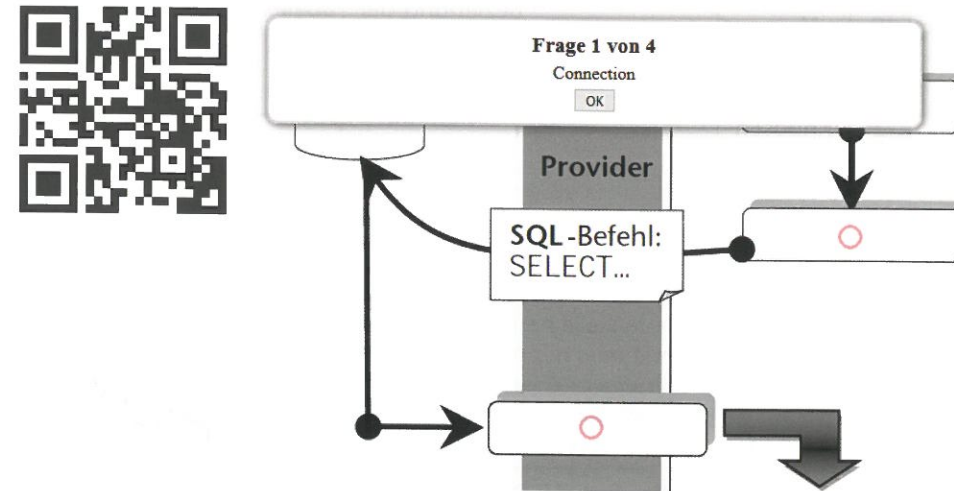 Frage 1 von 4
Connection
OK
Provider
SQL-Befehl:
SELECT...